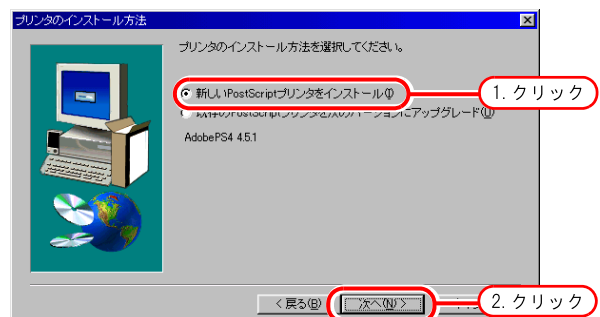 プリンタのインストール方法
プリンタのインストール方法を選択してください。
新しいPostScriptプリンタをインストール(I)
1.クリック
既存のPostScriptプリンタを次のバージョンにアップグレード(U)
AdobePS4 4.5.1
<戻る(B)
次へ(N)>
2.クリック